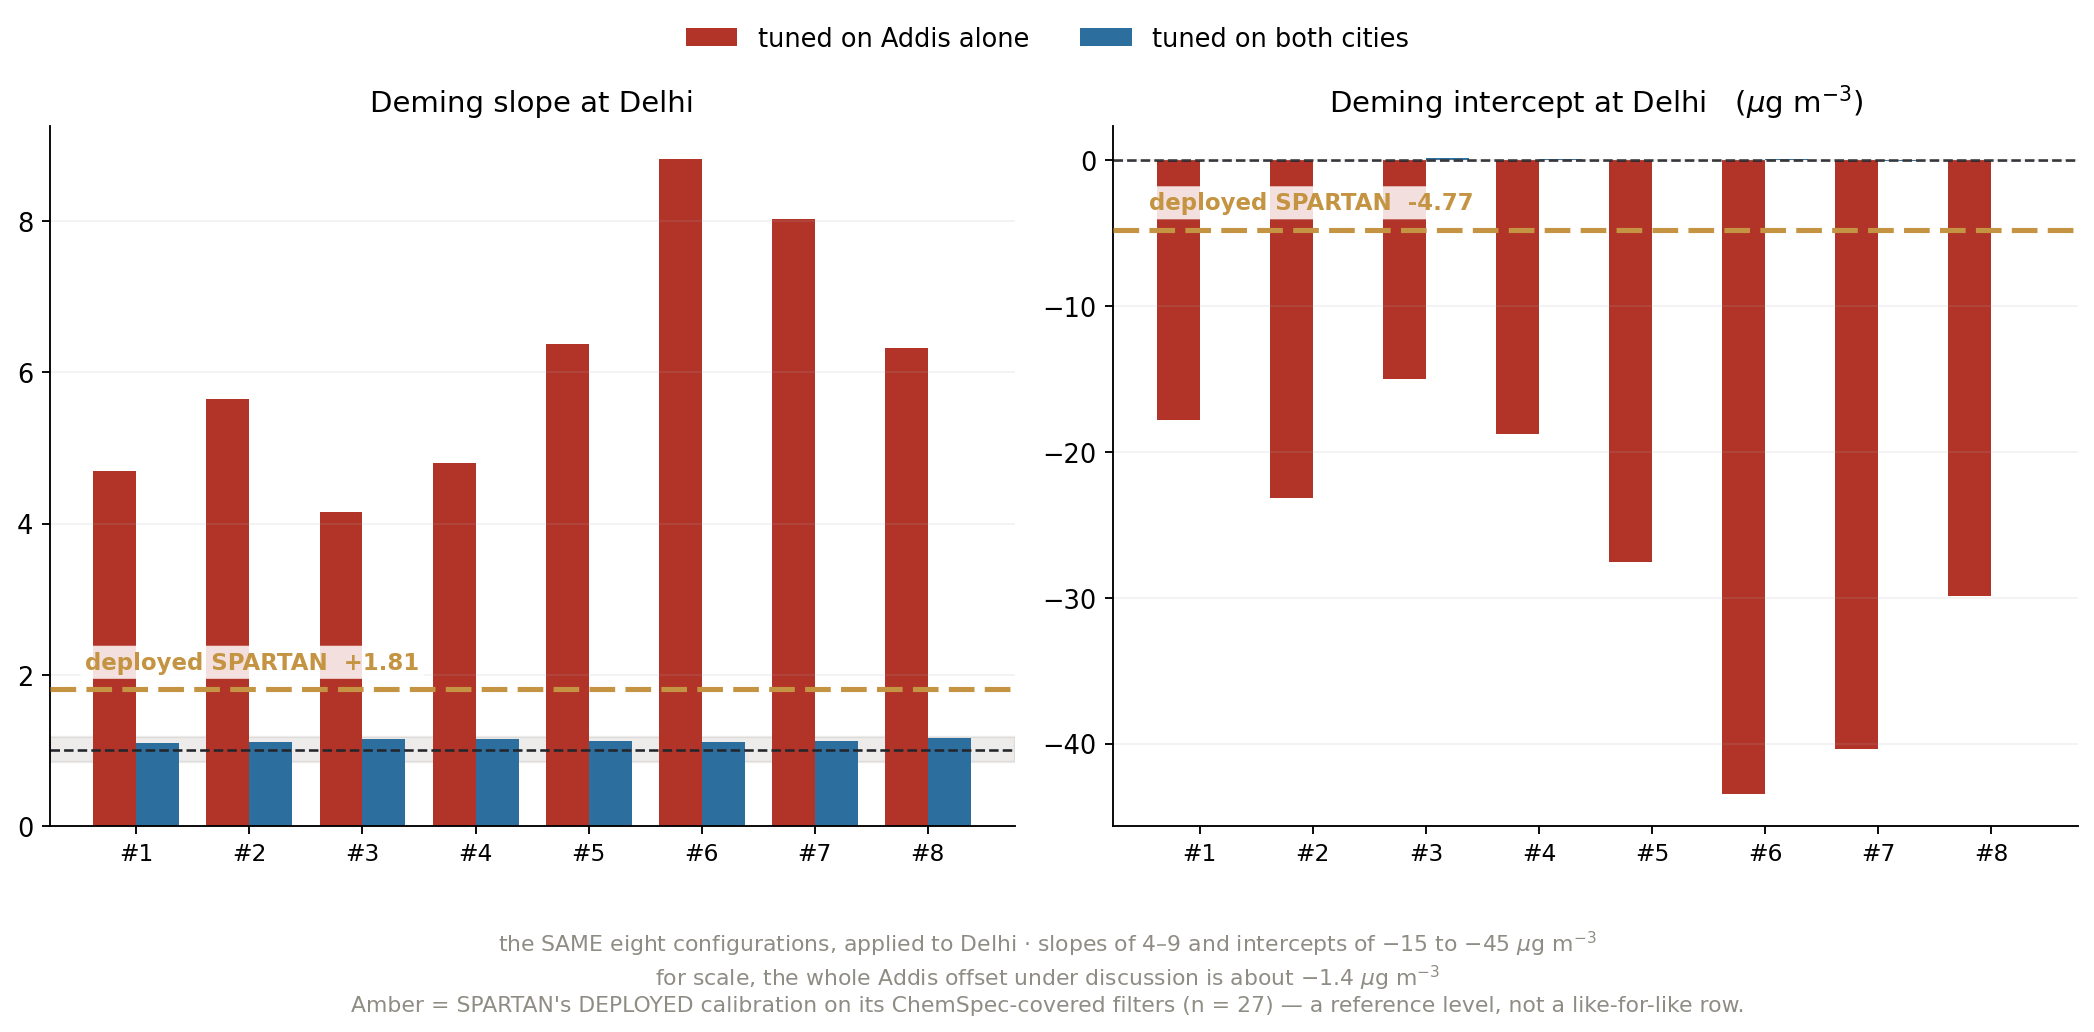 tuned on Addis alone
tuned on both cities
Deming slope at Delhi
8
6
4
2
0
deployed SPARTAN +1.81
#1 #2 #3 #4 #5 #6 #7 #8
Deming intercept at Delhi (μg m⁻³)
0
−10
−20
−30
−40
deployed SPARTAN -4.77
#1 #2 #3 #4 #5 #6 #7 #8
the SAME eight configurations, applied to Delhi · slopes of 4–9 and intercepts of −15 to −45 μg m⁻³
for scale, the whole Addis offset under discussion is about −1.4 μg m⁻³
Amber = SPARTAN's DEPLOYED calibration on its ChemSpec-covered filters (n = 27) — a reference level, not a like-for-like row.